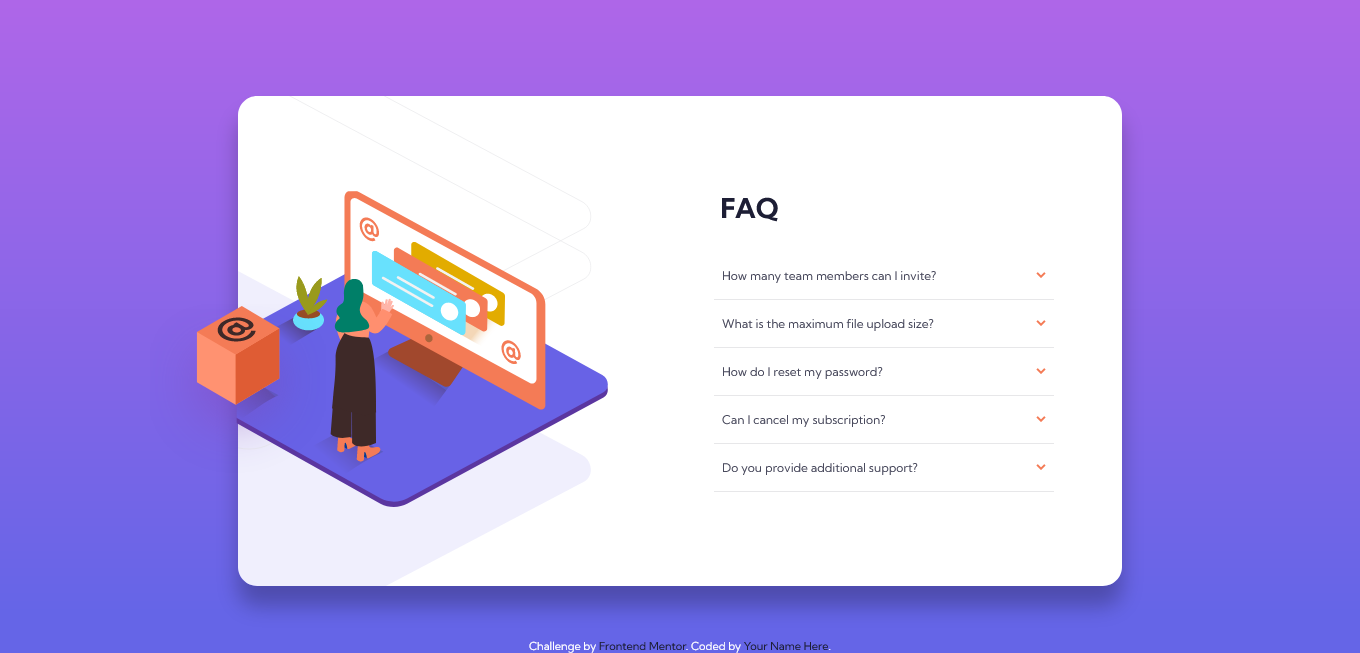 @
@
@
FAQ
How many team members can I invite?
What is the maximum file upload size?
How do I reset my password?
Can I cancel my subscription?
Do you provide additional support?
Challenge by Frontend Mentor. Coded by Your Name Here.